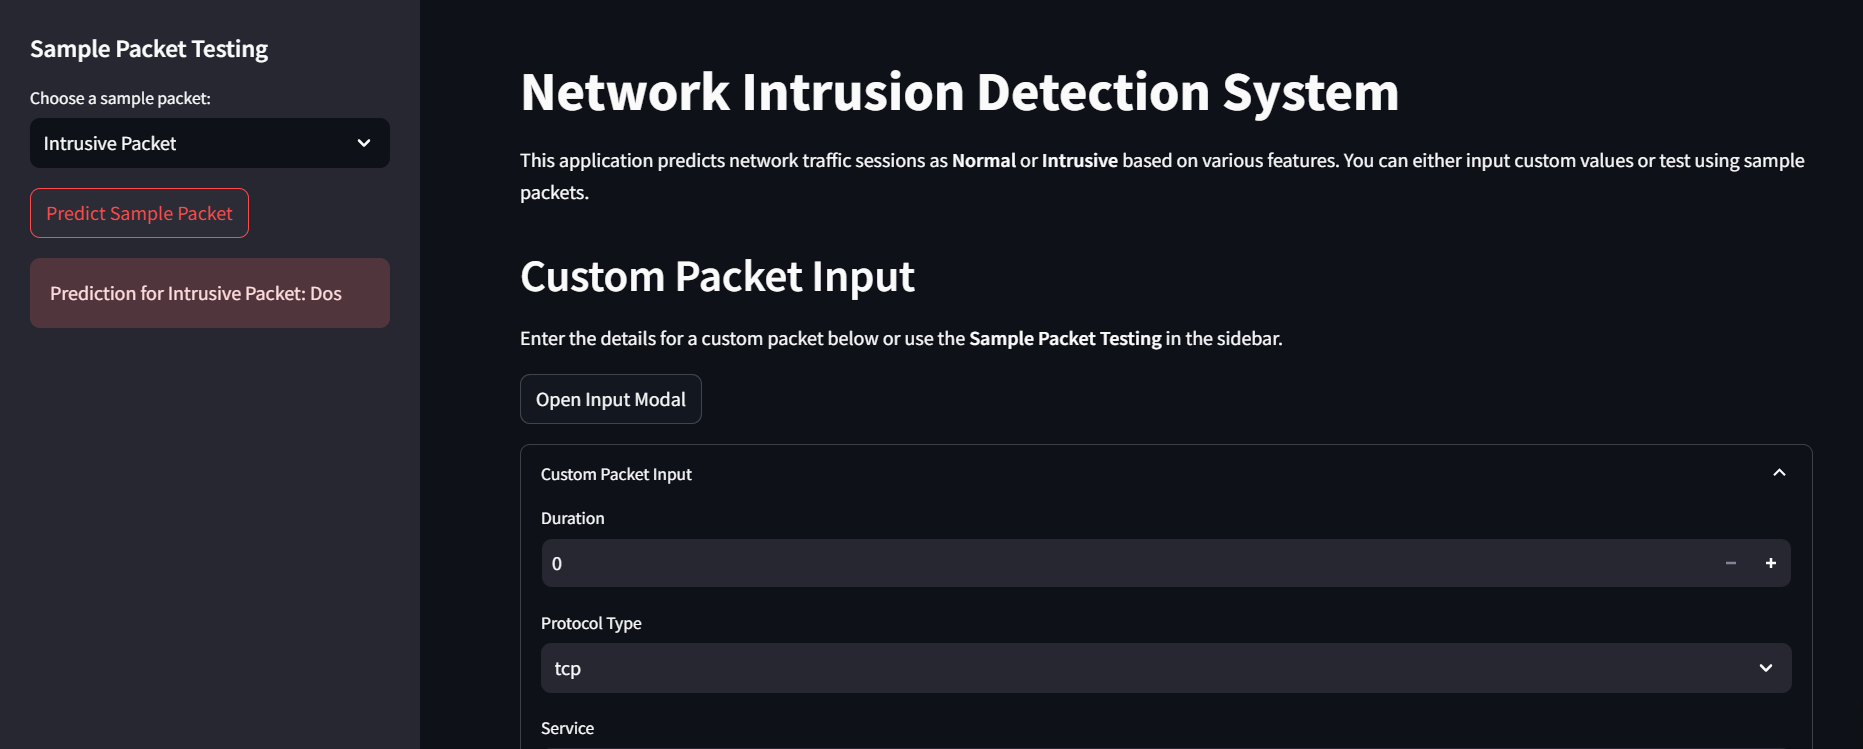 Sample Packet Testing
Choose a sample packet:
Intrusive Packet
Predict Sample Packet
Prediction for Intrusive Packet: Dos
Network Intrusion Detection System
This application predicts network traffic sessions as Normal or Intrusive based on various features. You can either input custom values or test using sample
packets.
Custom Packet Input
Enter the details for a custom packet below or use the Sample Packet Testing in the sidebar.
Open Input Modal
Custom Packet Input
Duration
0
Protocol Type
tcp
Service